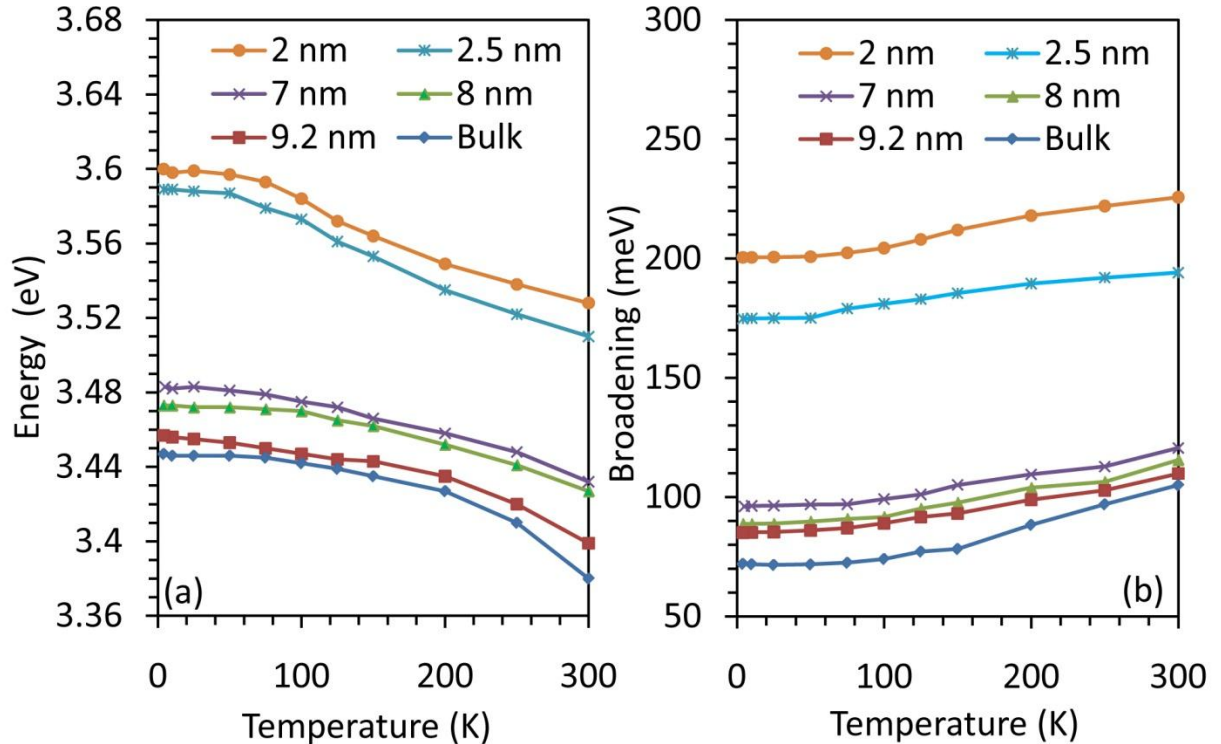 3.68
3.64
3.6
3.56
3.52
3.48
3.44
3.4
3.36
Energy (eV)
2 nm
2.5 nm
7 nm
8 nm
9.2 nm
Bulk
(a)
0
100
200
300
Temperature (K)
300
250
200
150
100
50
Broadening (meV)
2 nm
2.5 nm
7 nm
8 nm
9.2 nm
Bulk
(b)
0
100
200
300
Temperature (K)